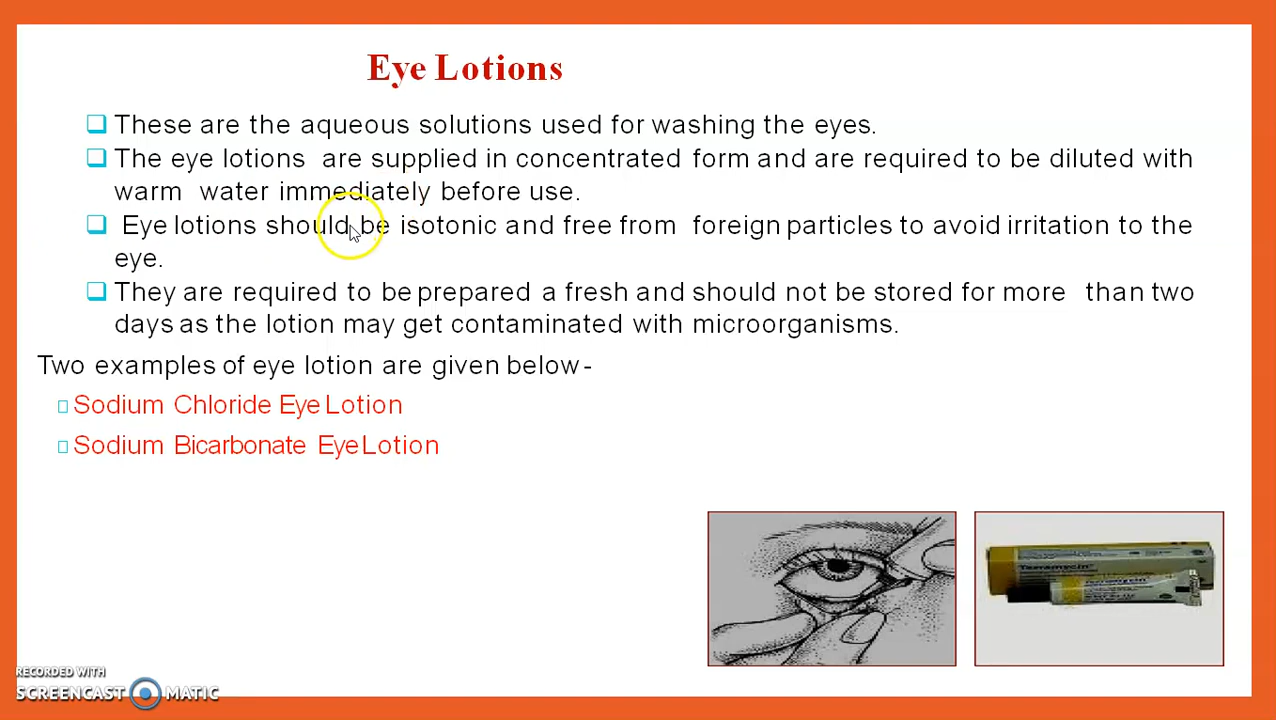 Eye Lotions
These are the aqueous solutions used for washing the eyes.
The eye lotions are supplied in concentrated form and are required to be diluted with
warm water immediately before use.
Eye lotions should be isotonic and free from foreign particles to avoid irritation to the
eye.
They are required to be prepared a fresh and should not be stored for more than two
days as the lotion may get contaminated with microorganisms.
Two examples of eye lotion are given below -
Sodium Chloride Eye Lotion
Sodium Bicarbonate Eye Lotion
Terramycin
Terramycin
RECORDED WITH
SCREENCAST MATIC